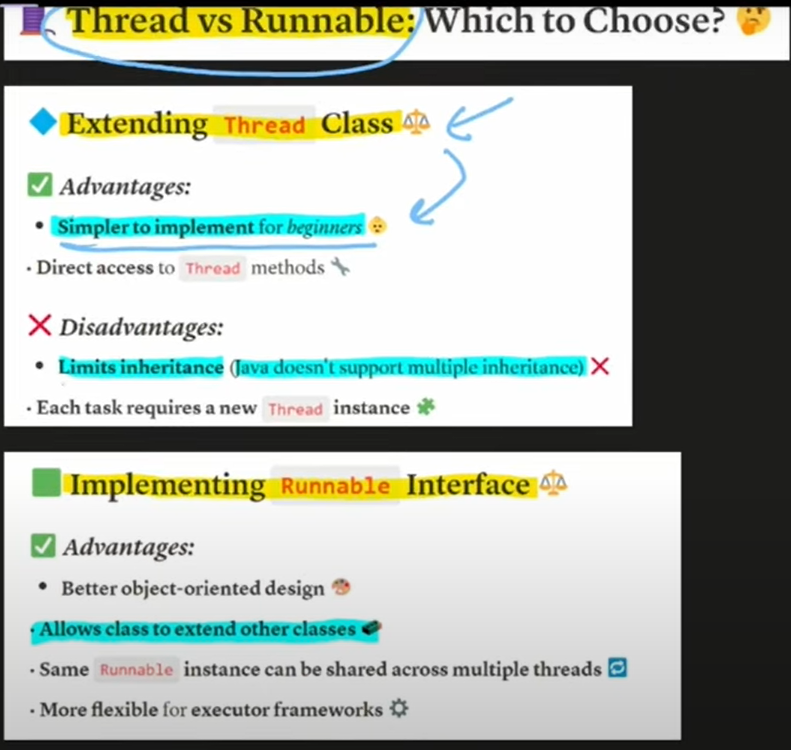 Thread vs Runnable: Which to Choose? 🤔
Extending Thread Class ⚖️
✅ Advantages:
• Simpler to implement for beginners 👶
• Direct access to Thread methods 🔧
❌ Disadvantages:
• Limits inheritance (Java doesn't support multiple inheritance) ❌
• Each task requires a new Thread instance 🧩
Implementing Runnable Interface ⚖️
✅ Advantages:
• Better object-oriented design 🎨
• Allows class to extend other classes
• Same Runnable instance can be shared across multiple threads 🔁
• More flexible for executor frameworks ⚙️